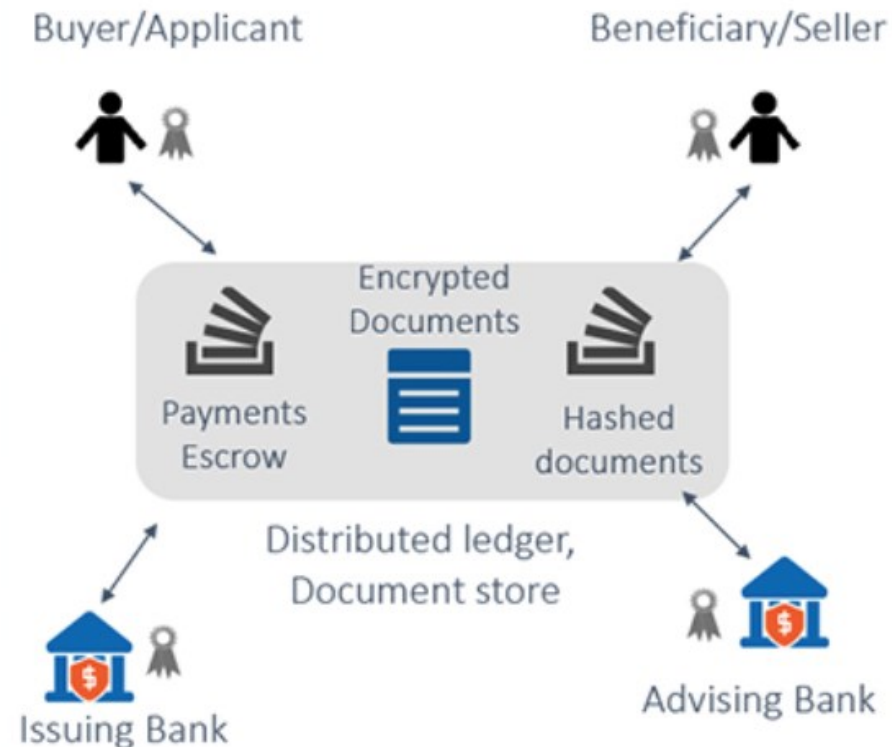 Buyer/Applicant
Beneficiary/Seller
Encrypted
Documents
Payments
Escrow
Hashed
documents
Distributed ledger,
Document store
$
Issuing Bank
$
Advising Bank